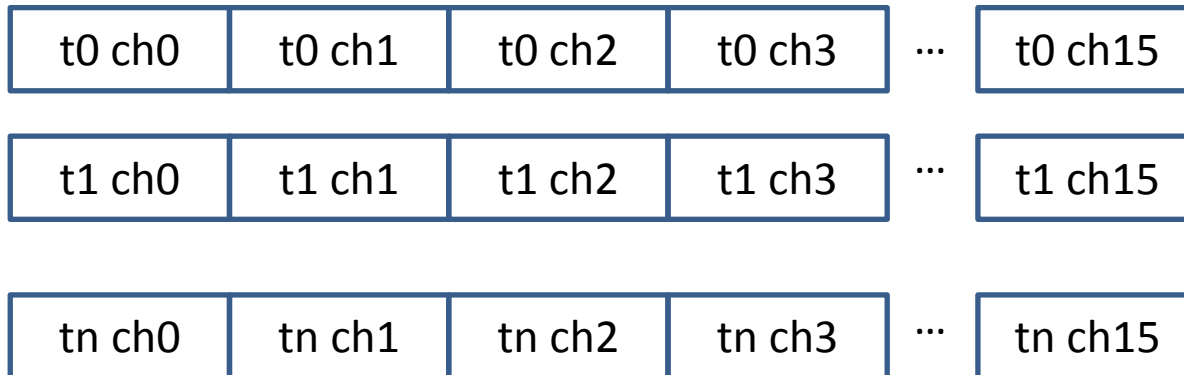 t0 ch0 t0 ch1 t0 ch2 t0 ch3 ... t0 ch15
t1 ch0 t1 ch1 t1 ch2 t1 ch3 ... t1 ch15
tn ch0 tn ch1 tn ch2 tn ch3 ... tn ch15